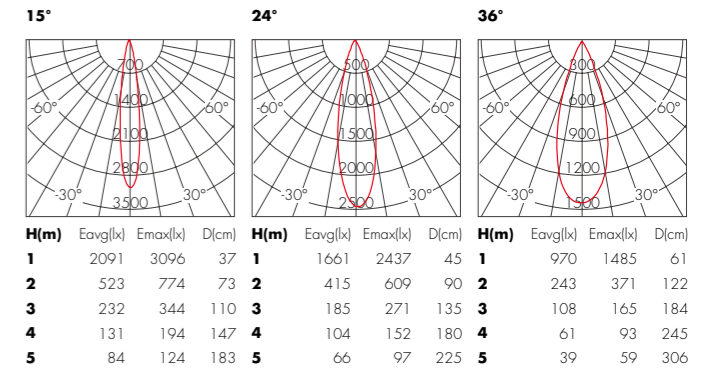 15° 24° 36°
700 500 300
1400 1000 600
-60° 60° -60° 60° -60° 60°
2100 1500 900
2800 2000 1200
-30° 30° -30° 30° -30° 30°
3500 2500 1500
H(m) Eavg(lx) Emax(lx) D(cm) H(m) Eavg(lx) Emax(lx) D(cm) H(m) Eavg(lx) Emax(lx) D(cm)
1 2091 3096 37 1 1661 2437 45 1 970 1485 61
2 523 774 73 2 415 609 90 2 243 371 122
3 232 344 110 3 185 271 135 3 108 165 184
4 131 194 147 4 104 152 180 4 61 93 245
5 84 124 183 5 66 97 225 5 39 59 306